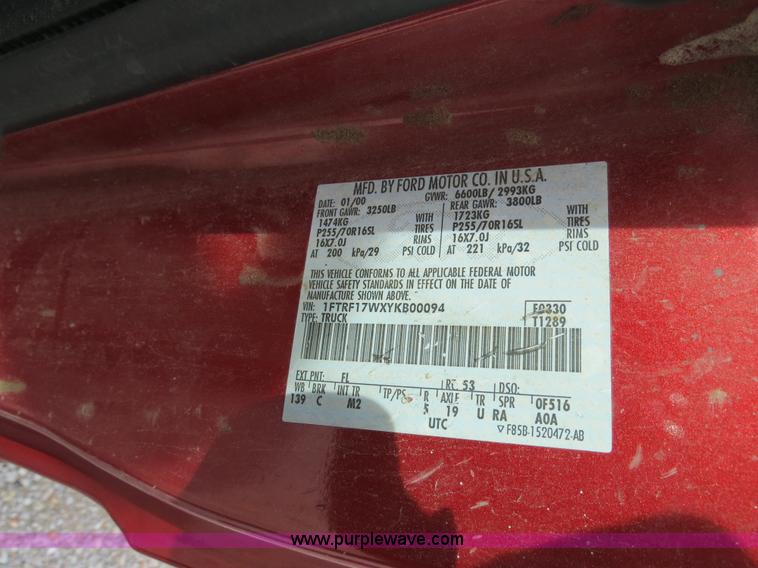 MFD. BY FORD MOTOR CO. IN U.S.A.
DATE: 01/00 GVWR: 6600LB/ 2993KG
FRONT GAWR: 3250LB REAR GAWR: 3800LB
1474KG WITH 1723KG WITH
P255/70R16SL TIRES P255/70R16SL TIRES
16X7.0J RIMS 16X7.0J RIMS
AT 200 kPa/29 PSI COLD AT 221 kPa/32 PSI COLD
THIS VEHICLE CONFORMS TO ALL APPLICABLE FEDERAL MOTOR
VEHICLE SAFETY STANDARDS IN EFFECT ON THE DATE OF
MANUFACTURE SHOWN ABOVE.
VIN: 1FTRF17WXYKB00094 F0330
TYPE: TRUCK T1289
EXT PNT: FL RC: 53 DSO:
WB BRK INT TR TP/PS R AXLE TR SPR 0F516
139 C M2 5 19 U RA A0A
UTC ▽ F85B-1520472-AB
www.purplewave.com